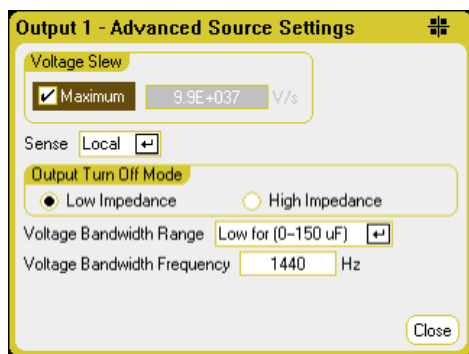 Output 1 - Advanced Source Settings
Voltage Slew
Maximum 9.9E+037 V/s
Sense Local
Output Turn Off Mode
Low Impedance High Impedance
Voltage Bandwidth Range Low for (0-150 uF)
Voltage Bandwidth Frequency 1440 Hz
Close